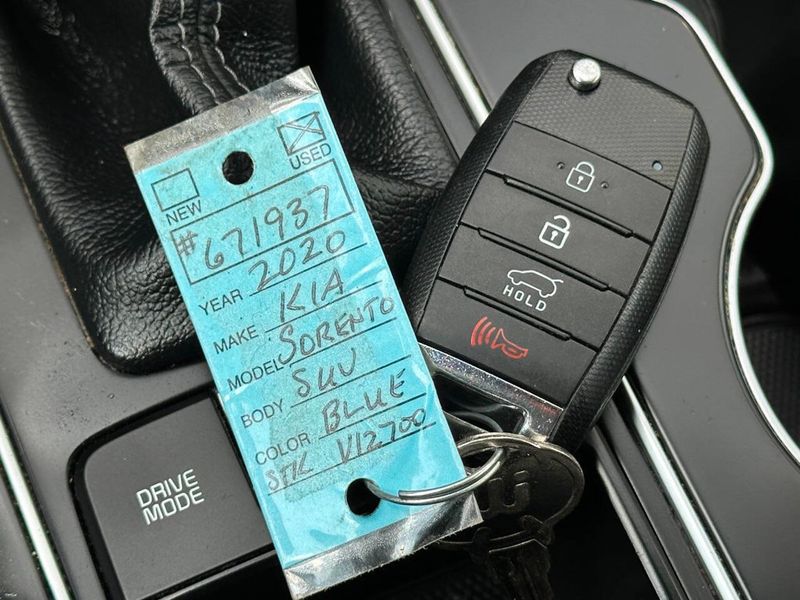 NEW
USED
# 671937
YEAR 2020
MAKE KIA
MODEL SORENTO
BODY SUV
COLOR BLUE
STK V12700
HOLD
DRIVE
MODE